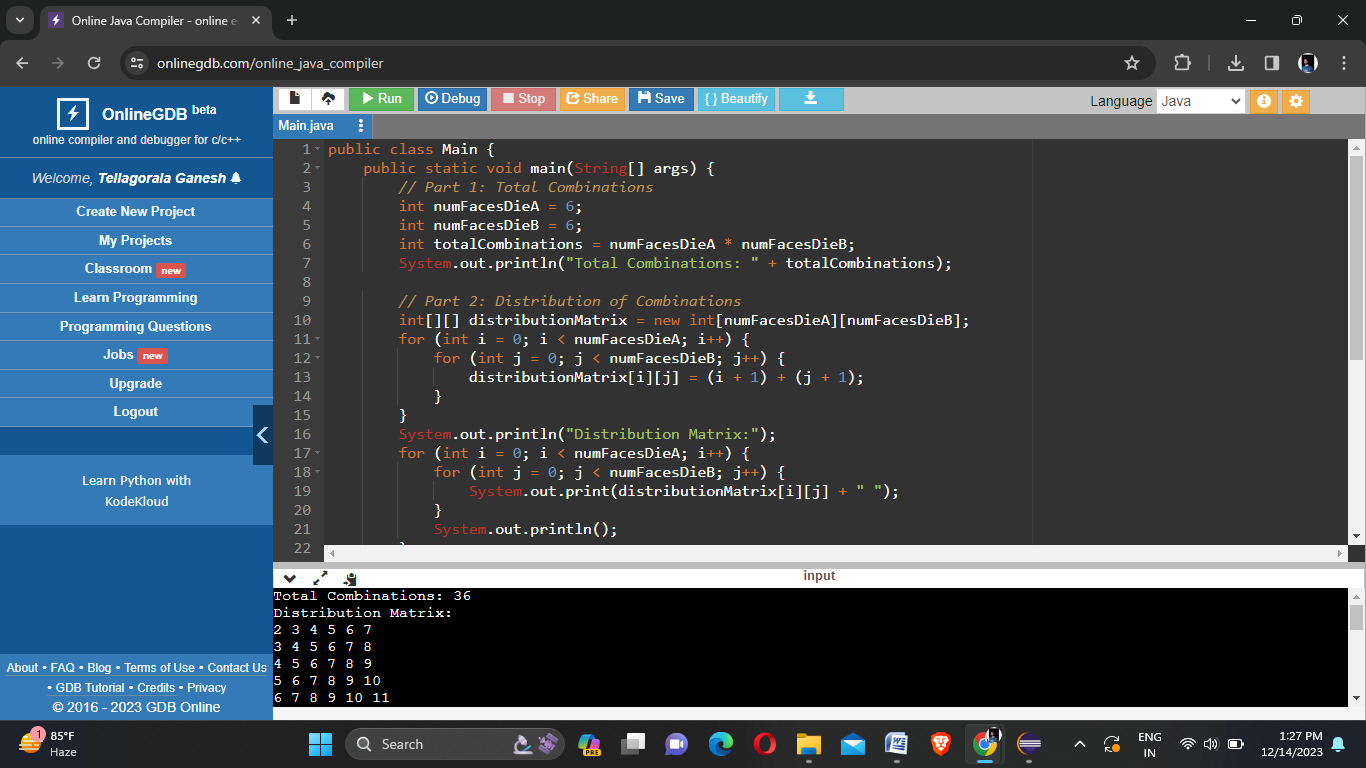 Online Java Compiler - online e
onlinegdb.com/online_java_compiler
OnlineGDB beta
online compiler and debugger for c/c++
Welcome, Tellagorala Ganesh
Create New Project
My Projects
Classroom new
Learn Programming
Programming Questions
Jobs new
Upgrade
Logout
Learn Python with
KodeKloud
About • FAQ • Blog • Terms of Use • Contact Us
• GDB Tutorial • Credits • Privacy
© 2016 - 2023 GDB Online
Run Debug Stop Share Save { } Beautify
Language Java
Main.java
1 public class Main {
2 public static void main(String[] args) {
3 // Part 1: Total Combinations
4 int numFacesDieA = 6;
5 int numFacesDieB = 6;
6 int totalCombinations = numFacesDieA * numFacesDieB;
7 System.out.println("Total Combinations: " + totalCombinations);
8
9 // Part 2: Distribution of Combinations
10 int[][] distributionMatrix = new int[numFacesDieA][numFacesDieB];
11 for (int i = 0; i < numFacesDieA; i++) {
12 for (int j = 0; j < numFacesDieB; j++) {
13 distributionMatrix[i][j] = (i + 1) + (j + 1);
14 }
15 }
16 System.out.println("Distribution Matrix:");
17 for (int i = 0; i < numFacesDieA; i++) {
18 for (int j = 0; j < numFacesDieB; j++) {
19 System.out.print(distributionMatrix[i][j] + " ");
20 }
21 System.out.println();
22 }
input
Total Combinations: 36
Distribution Matrix:
2 3 4 5 6 7
3 4 5 6 7 8
4 5 6 7 8 9
5 6 7 8 9 10
6 7 8 9 10 11
1
85°F
Haze
Search
PRE
ENG
IN
1:27 PM
12/14/2023